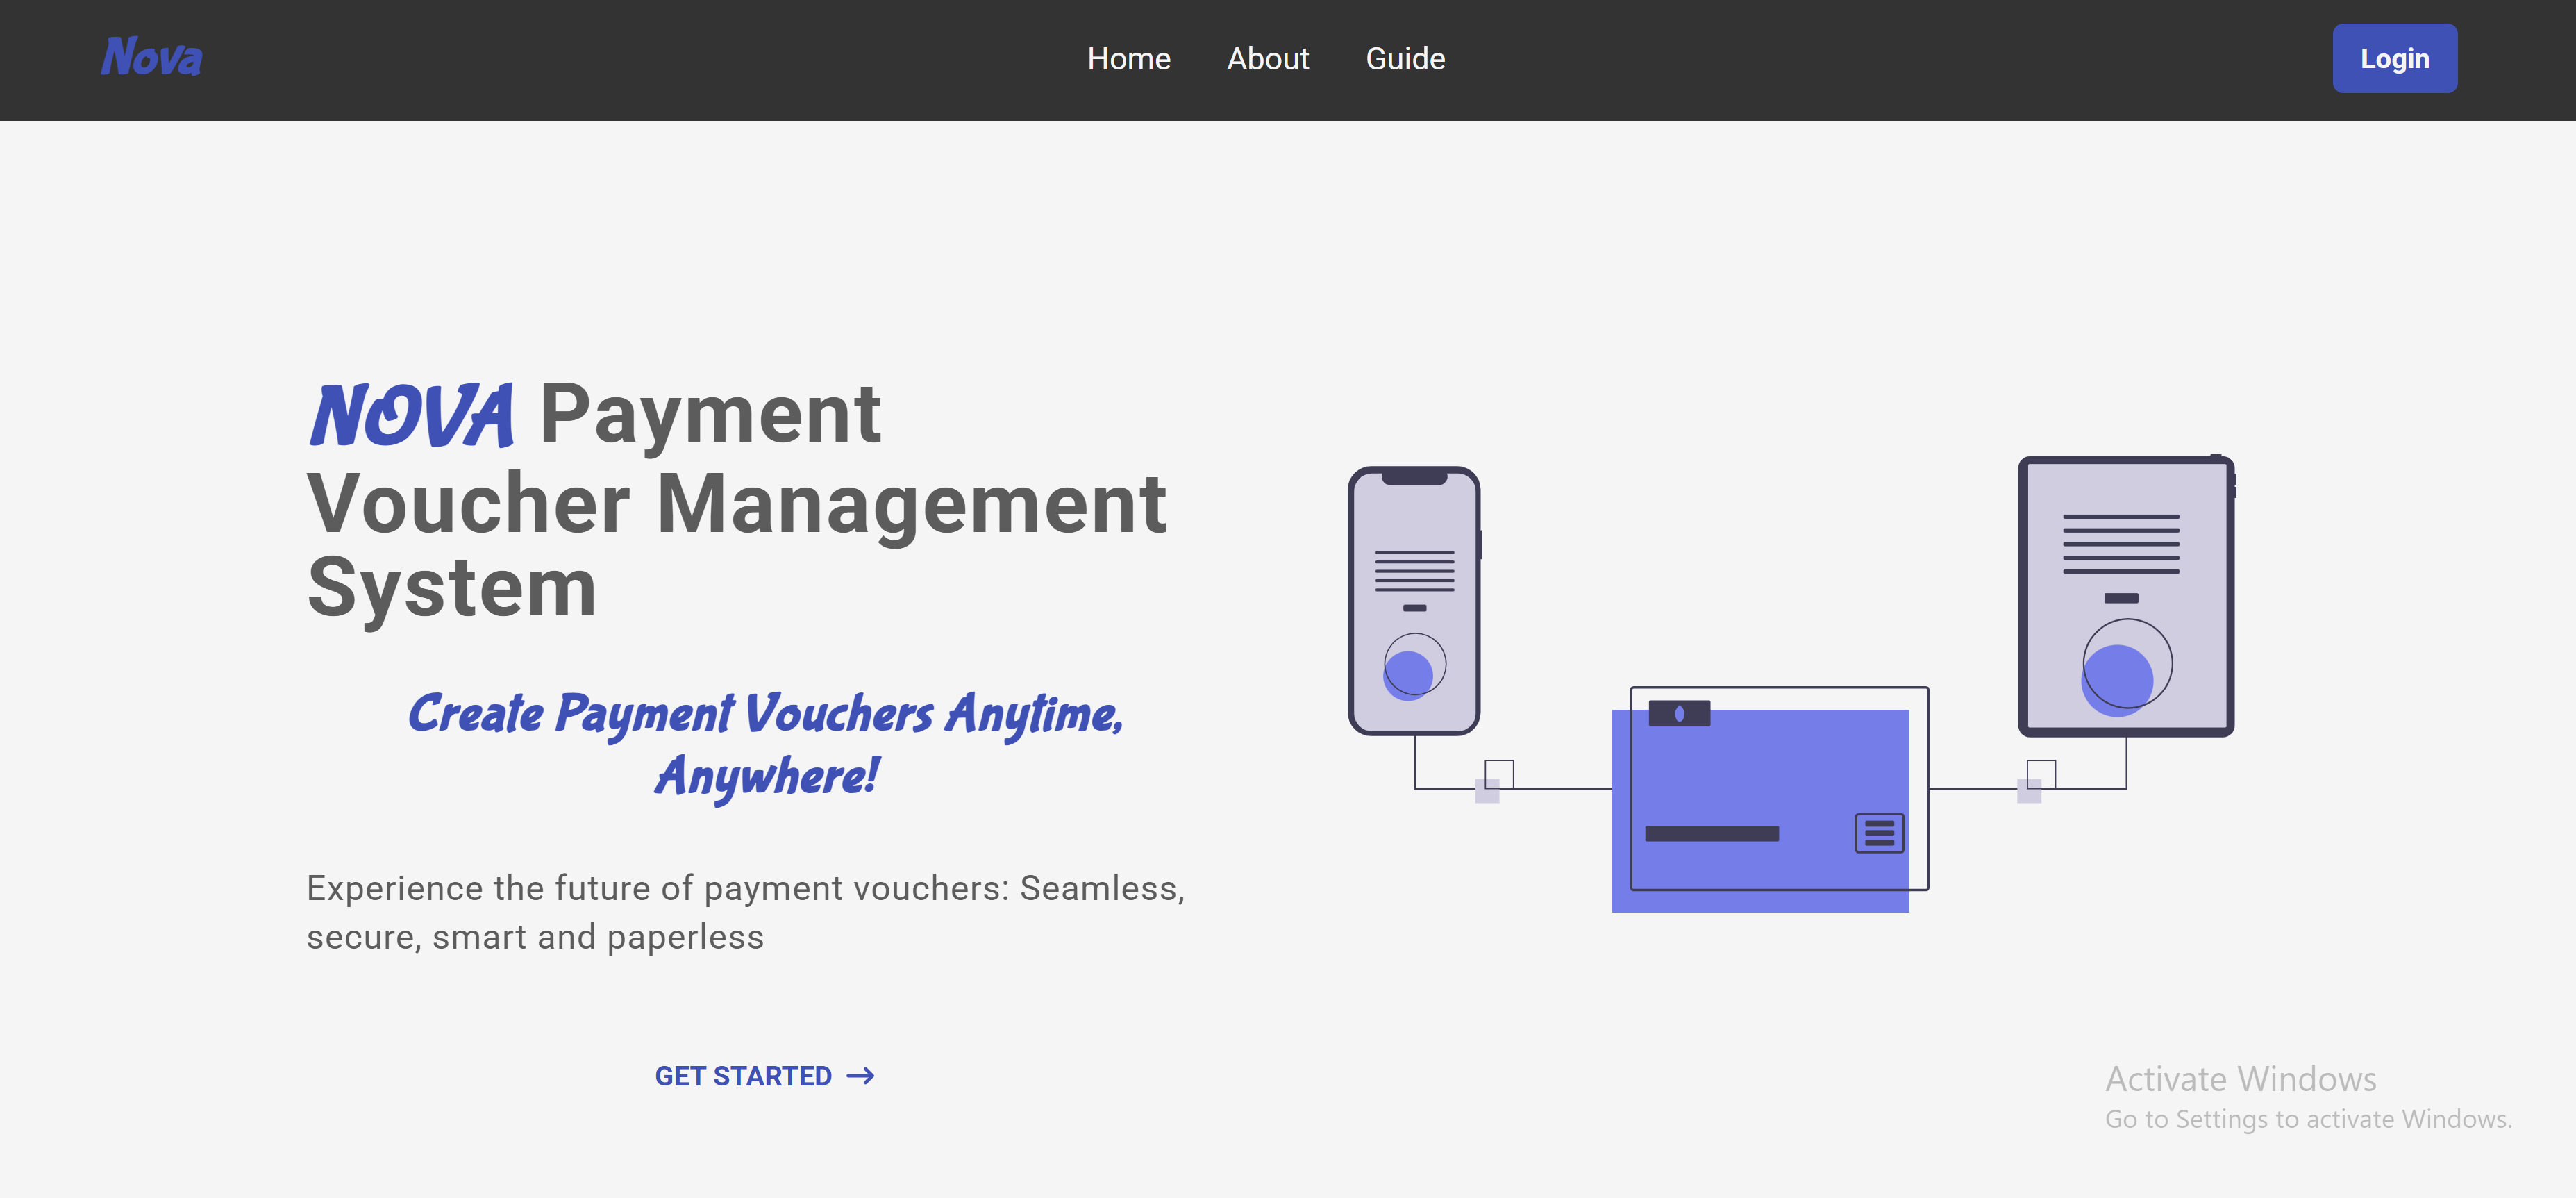 Nova
Home About Guide
Login
NOVA Payment
Voucher Management
System
Create Payment Vouchers Anytime,
Anywhere!
Experience the future of payment vouchers: Seamless,
secure, smart and paperless
GET STARTED →
Activate Windows
Go to Settings to activate Windows.